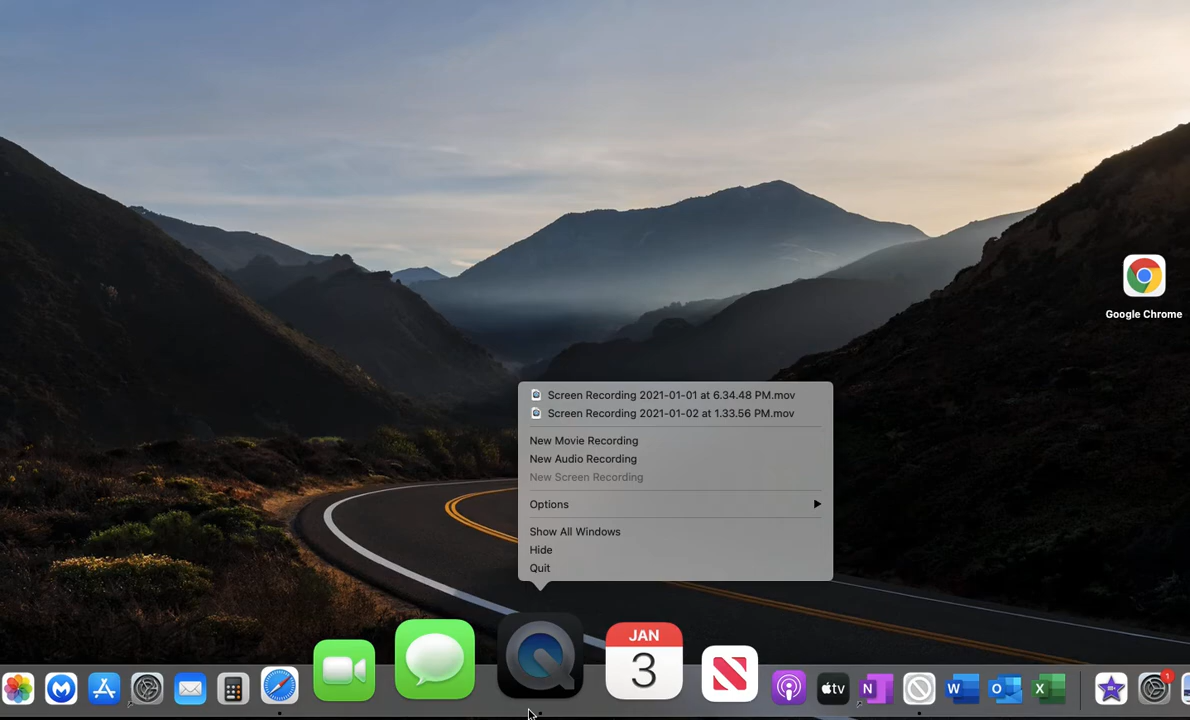 Google Chrome
Screen Recording 2021-01-01 at 6.34.48 PM.mov
Screen Recording 2021-01-02 at 1.33.56 PM.mov
New Movie Recording
New Audio Recording
New Screen Recording
Options
Show All Windows
Hide
Quit
JAN
3
tv
N
W
O
X
1